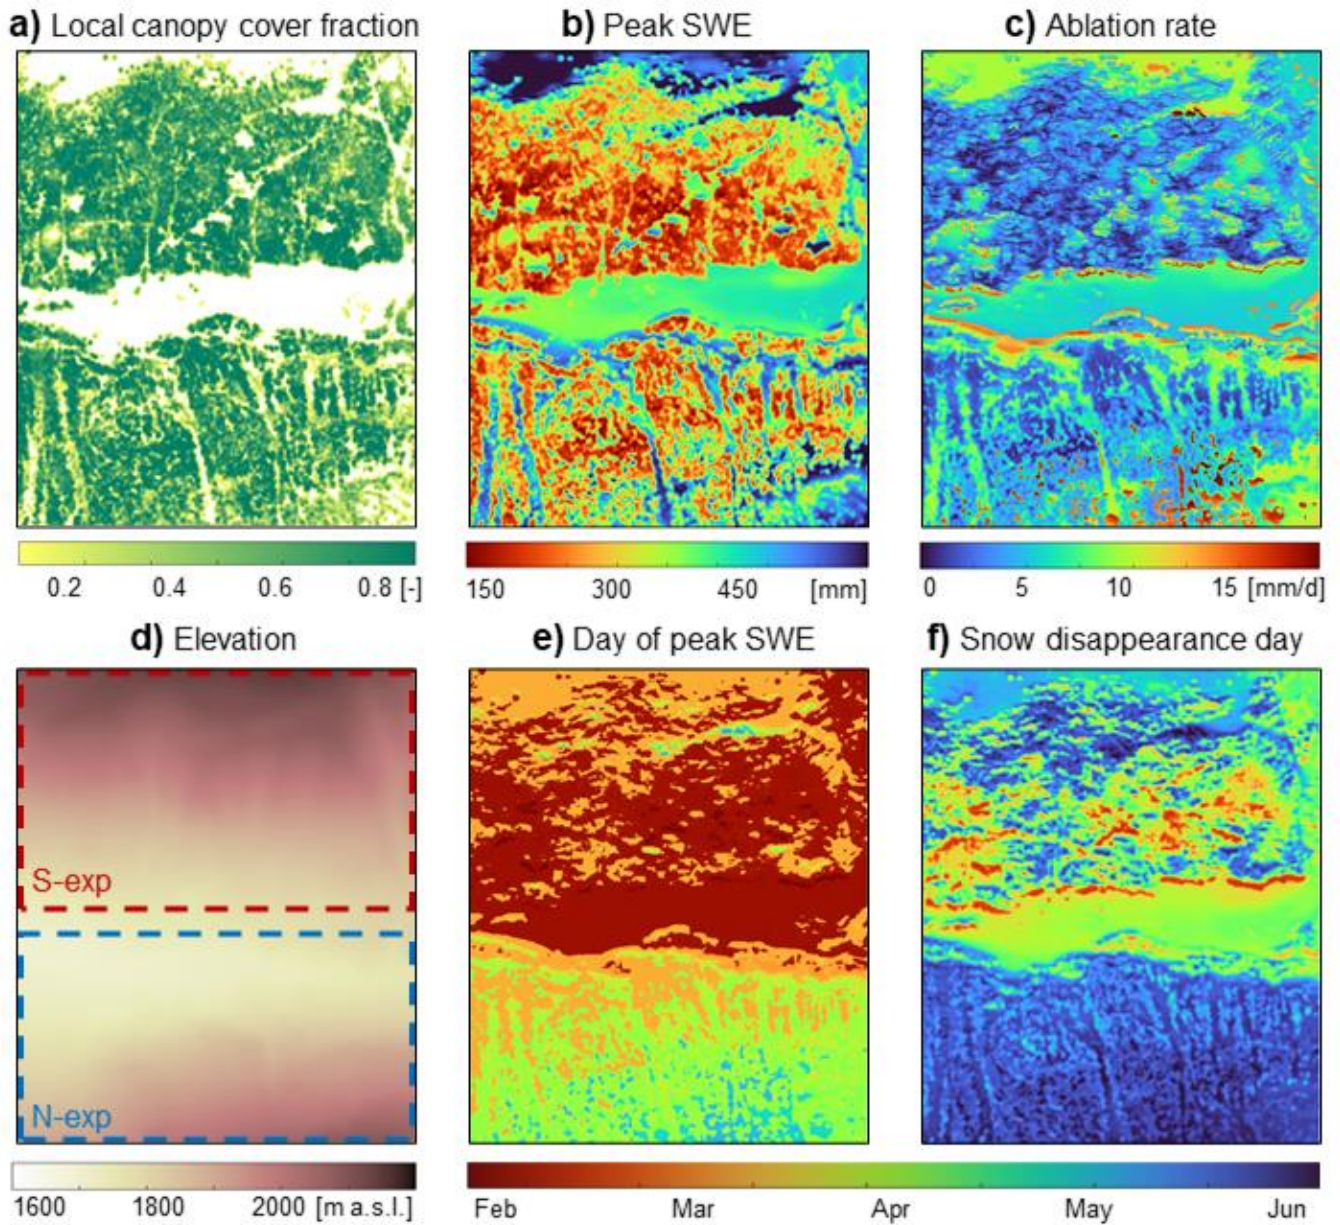 a) Local canopy cover fraction
b) Peak SWE
c) Ablation rate
0.2 0.4 0.6 0.8 [-]
150 300 450 [mm]
0 5 10 15 [mm/d]
d) Elevation
e) Day of peak SWE
f) Snow disappearance day
S-exp
N-exp
1600 1800 2000 [m a.s.l.]
Feb Mar Apr May Jun